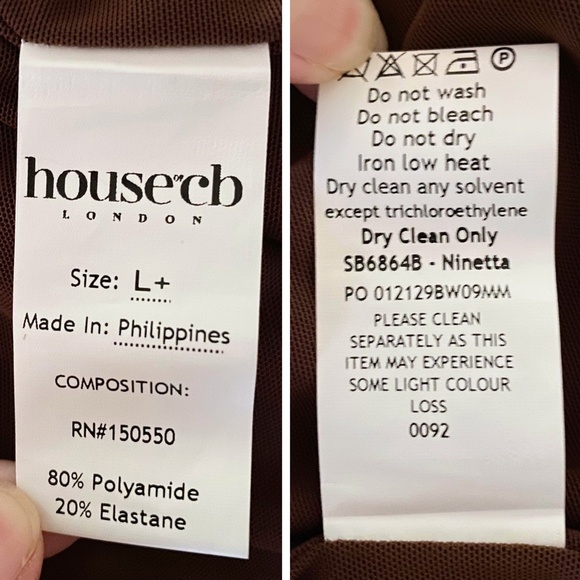 house of cb
LONDON
Size: L+
Made In: Philippines
COMPOSITION:
RN#150550
80% Polyamide
20% Elastane
P
Do not wash
Do not bleach
Do not dry
Iron low heat
Dry clean any solvent
except trichloroethylene
Dry Clean Only
SB6864B - Ninetta
PO 012129BW09MM
PLEASE CLEAN
SEPARATELY AS THIS
ITEM MAY EXPERIENCE
SOME LIGHT COLOUR
LOSS
0092